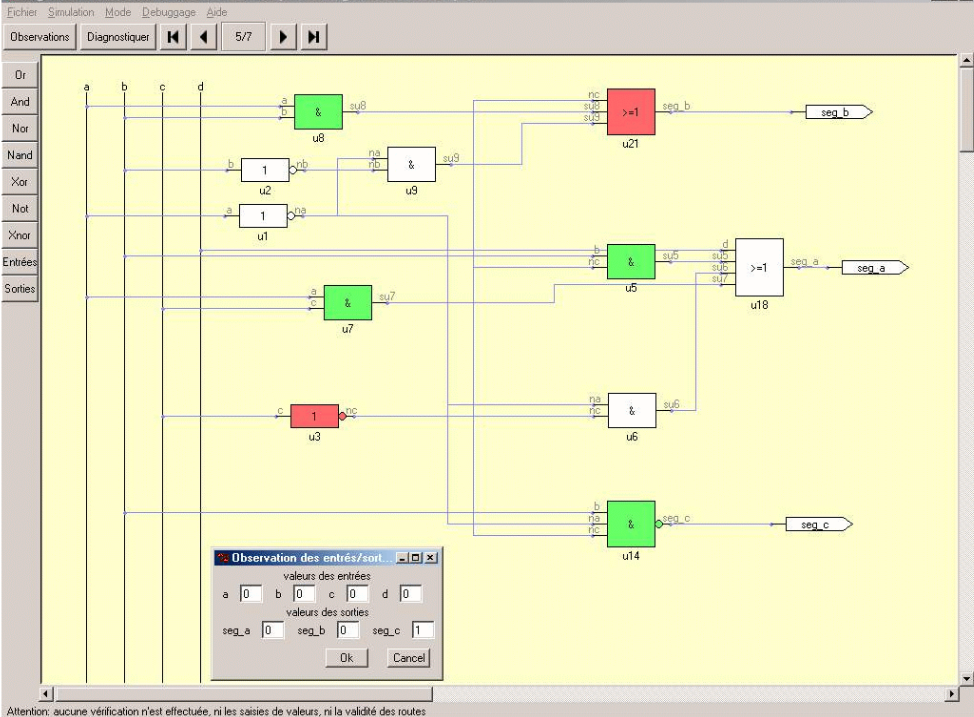 Fichier Simulation Mode Debuggage Aide
Observations Diagnostiquer 5/7
Or
And
Nor
Nand
Xor
Not
Xnor
Entrées
Sorties
a b c d
a b & su8 u8
nc su8 su9 >=1 seg_b u21 seg_b
b 1 nb u2
na nb & su9 u9
a 1 na u1
b nc & su5 u5
d su5 su6 su7 >=1 seg_a u18 seg_a
a c & su7 u7
c 1 nc u3
na nc & su6 u6
b na nc & seg_c u14 seg_c
Observation des entrés/sort...
valeurs des entrées
a 0 b 0 c 0 d 0
valeurs des sorties
seg_a 0 seg_b 0 seg_c 1
Ok Cancel
Attention: aucune vérification n'est effectuée, ni les saisies de valeurs, ni la validité des routes